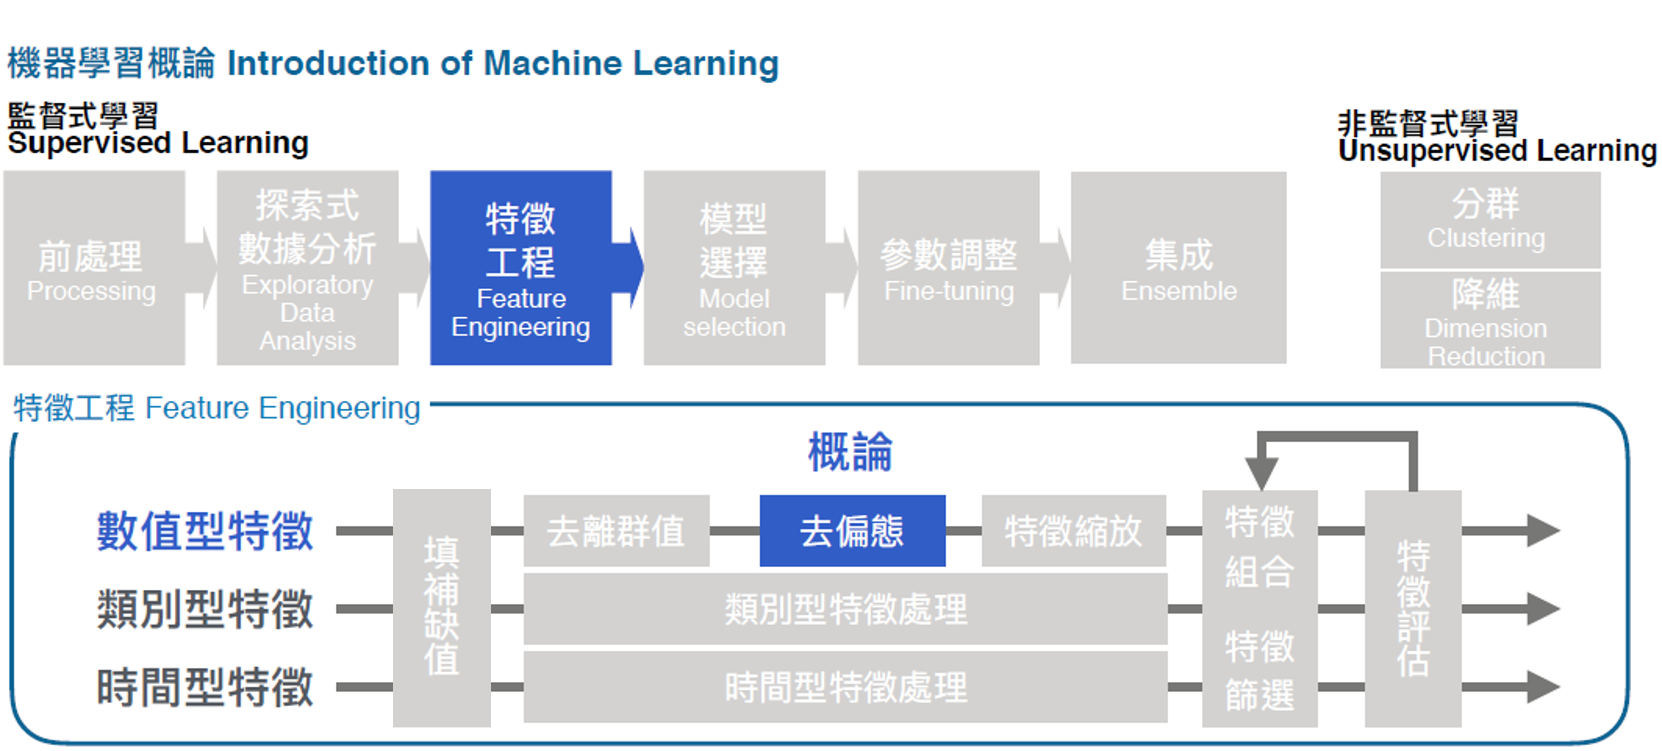 機器學習概論 Introduction of Machine Learning
監督式學習
Supervised Learning
非監督式學習
Unsupervised Learning
前處理
Processing
探索式
數據分析
Exploratory
Data
Analysis
特徵
工程
Feature
Engineering
模型
選擇
Model
selection
參數調整
Fine-tuning
集成
Ensemble
分群
Clustering
降維
Dimension
Reduction
特徵工程 Feature Engineering
概論
數值型特徵
類別型特徵
時間型特徵
填補缺值
去離群值
去偏態
特徵縮放
類別型特徵處理
時間型特徵處理
特徵
組合
特徵
篩選
特徵評估